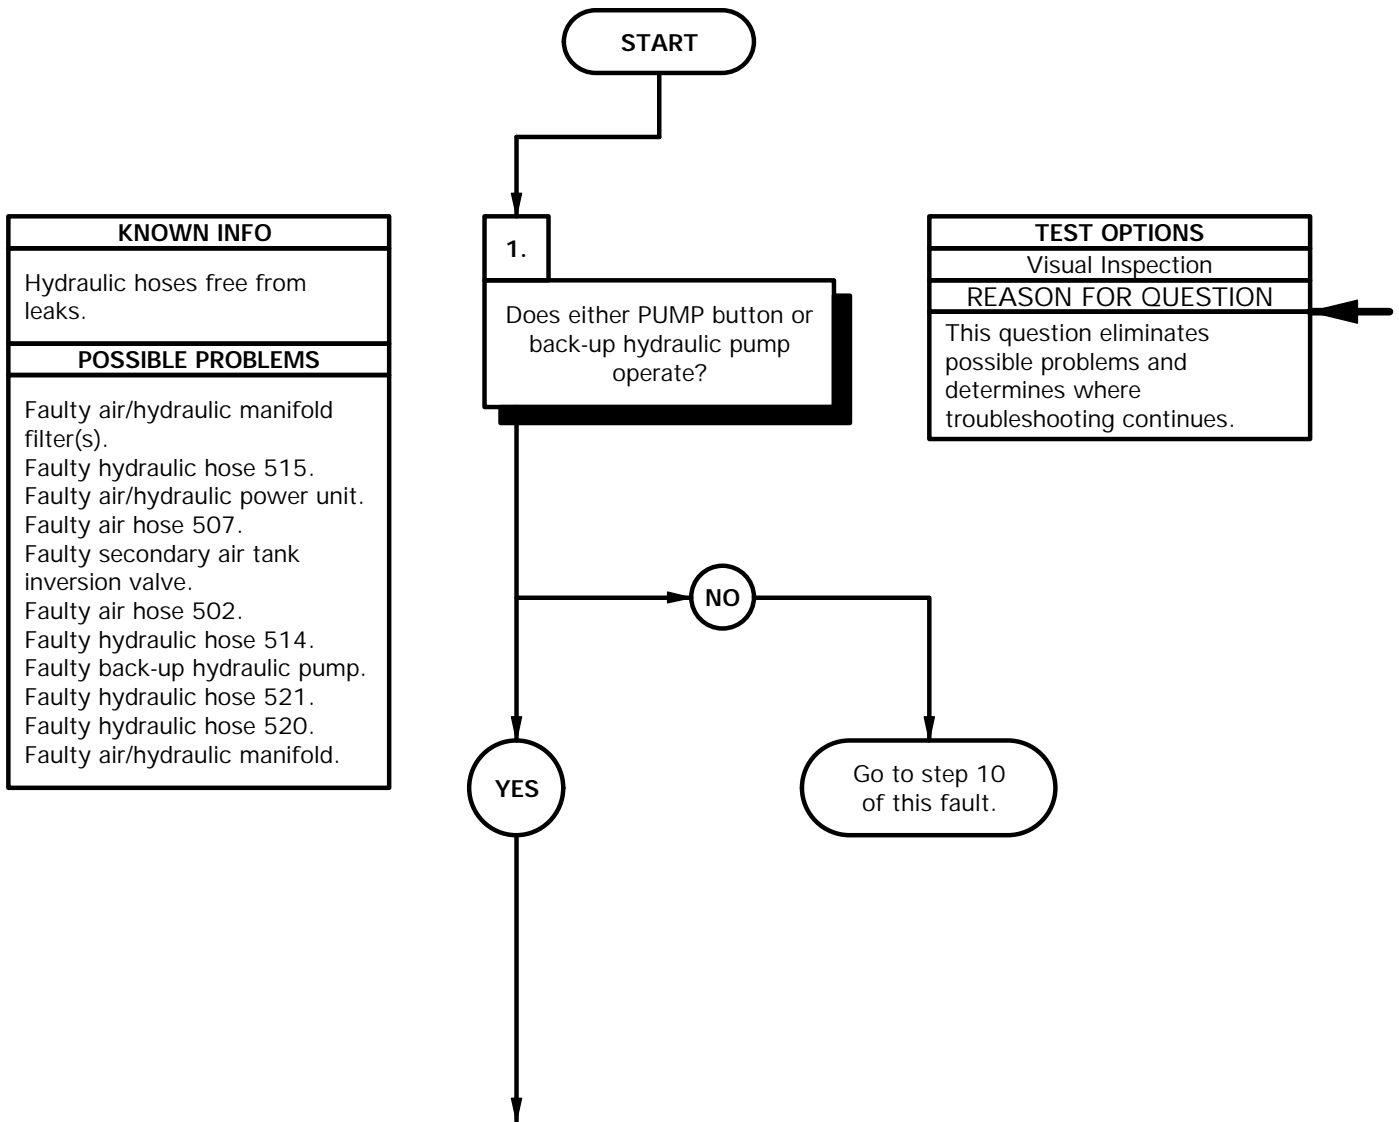 START
KNOWN INFO
Hydraulic hoses free from
leaks.
POSSIBLE PROBLEMS
Faulty air/hydraulic manifold
filter(s).
Faulty hydraulic hose 515.
Faulty air/hydraulic power unit.
Faulty air hose 507.
Faulty secondary air tank
inversion valve.
Faulty air hose 502.
Faulty hydraulic hose 514.
Faulty back-up hydraulic pump.
Faulty hydraulic hose 521.
Faulty hydraulic hose 520.
Faulty air/hydraulic manifold.
1.
Does either PUMP button or
back-up hydraulic pump
operate?
TEST OPTIONS
Visual Inspection
REASON FOR QUESTION
This question eliminates
possible problems and
determines where
troubleshooting continues.
NO
YES
Go to step 10
of this fault.